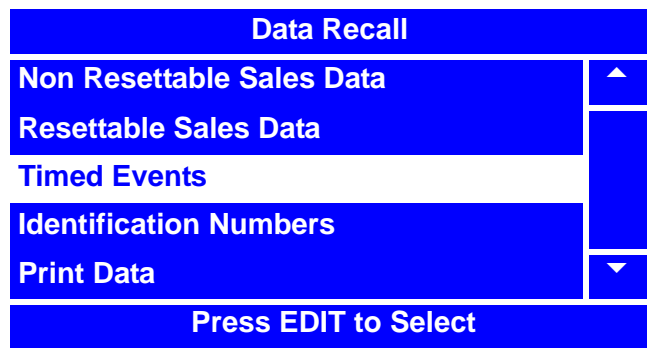 Data Recall
Non Resettable Sales Data
Resettable Sales Data
Timed Events
Identification Numbers
Print Data
Press EDIT to Select